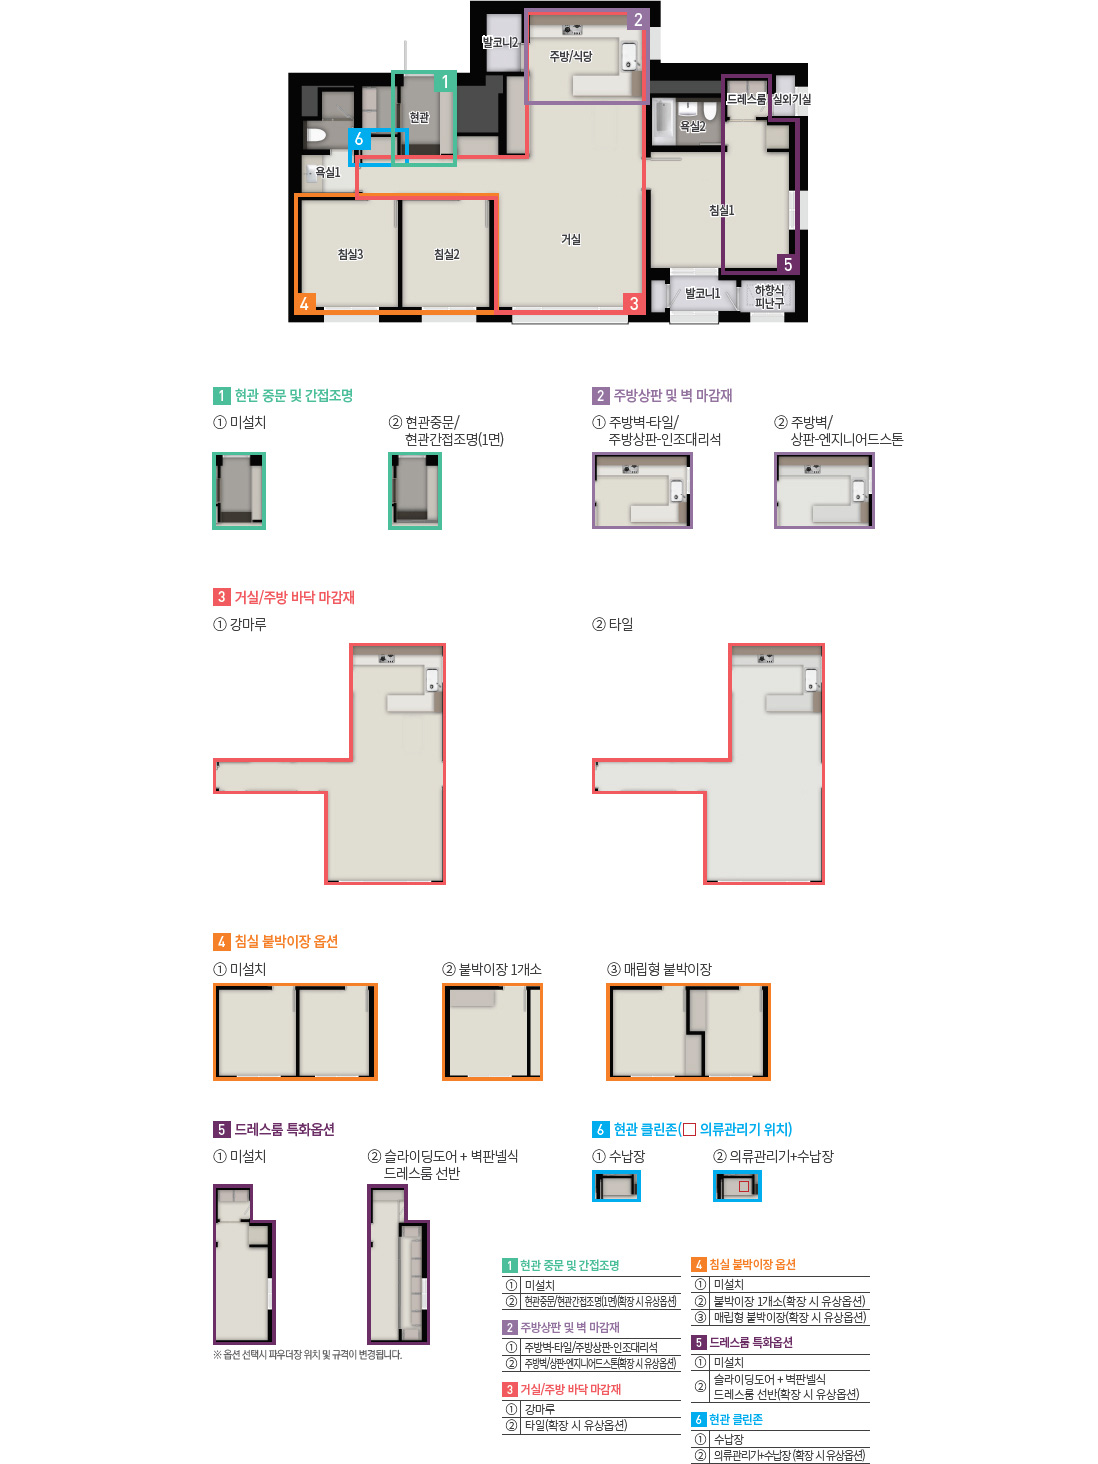 발코니2
주방/식당
2
1
현관
드레스룸
실외기실
6
욕실2
욕실1
침실1
거실
침실3
침실2
5
발코니1
하향식
피난구
4
3
1 현관 중문 및 간접조명
① 미설치
② 현관중문/
현관간접조명(1면)
2 주방상판 및 벽 마감재
① 주방벽-타일/
주방상판-인조대리석
② 주방벽/
상판-엔지니어드스톤
3 거실/주방 바닥 마감재
① 강마루
② 타일
4 침실 붙박이장 옵션
① 미설치
② 붙박이장 1개소
③ 매립형 붙박이장
5 드레스룸 특화옵션
① 미설치
② 슬라이딩도어 + 벽판넬식
드레스룸 선반
※ 옵션 선택시 파우더장 위치 및 규격이 변경됩니다.
6 현관 클린존(□ 의류관리기 위치)
① 수납장
② 의류관리기+수납장
1 현관 중문 및 간접조명
① 미설치
② 현관중문/현관간접조명(1면)(확장 시 유상옵션)
2 주방상판 및 벽 마감재
① 주방벽-타일/주방상판-인조대리석
② 주방벽/상판-엔지니어드스톤(확장 시 유상옵션)
3 거실/주방 바닥 마감재
① 강마루
② 타일(확장 시 유상옵션)
4 침실 붙박이장 옵션
① 미설치
② 붙박이장 1개소(확장 시 유상옵션)
③ 매립형 붙박이장(확장 시 유상옵션)
5 드레스룸 특화옵션
① 미설치
② 슬라이딩도어 + 벽판넬식
드레스룸 선반(확장 시 유상옵션)
6 현관 클린존
① 수납장
② 의류관리기+수납장 (확장 시 유상옵션)